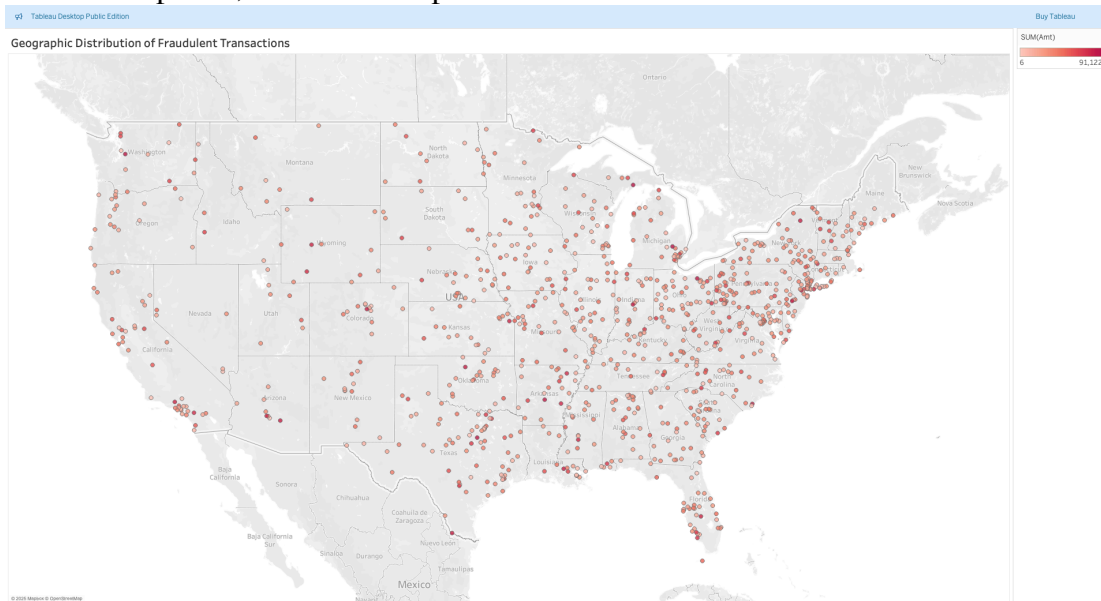 Tableau Desktop Public Edition
Buy Tableau
Geographic Distribution of Fraudulent Transactions
SUM(Amt)
6 91,122
Ontario
Washington
Montana
North
Dakota
Minnesota
New
Brunswick
Maine
Nova Scotia
Oregon
Idaho
South
Dakota
Wisconsin
Michigan
Wyoming
Iowa
Nebraska
USA
Nevada
Utah
Colorado
Kansas
Illinois
Indiana
Pennsylvania
West
Virginia
Virginia
Missouri
Kentucky
California
Arizona
New Mexico
Oklahoma
Arkansas
Tennessee
North
Carolina
Mississippi
Alabama
Georgia
Texas
Louisiana
Florida
Baja
California
Sonora
Chihuahua
Coahuila de
Zaragoza
Baja California
Sur
Nuevo León
Sinaloa
Durango
Tamaulipas
Mexico
© 2025 Mapbox © OpenStreetMap